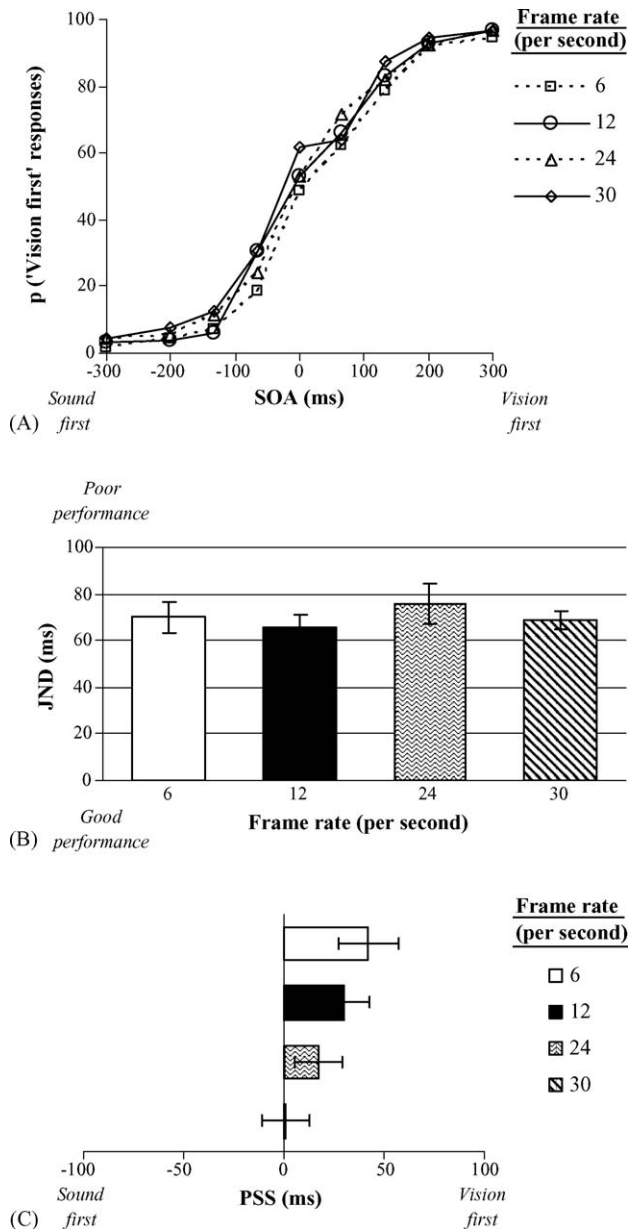 Frame rate
(per second)
6
12
24
30
p ('Vision first' responses)
100
80
60
40
20
0
-300 -200 -100 0 100 200 300
SOA (ms)
Sound
first
Vision
first
(A)
Poor
performance
JND (ms)
100
80
60
40
20
0
6 12 24 30
Frame rate (per second)
Good
performance
(B)
Frame rate
(per second)
6
12
24
30
-100 -50 0 50 100
PSS (ms)
Sound
first
Vision
first
(C)